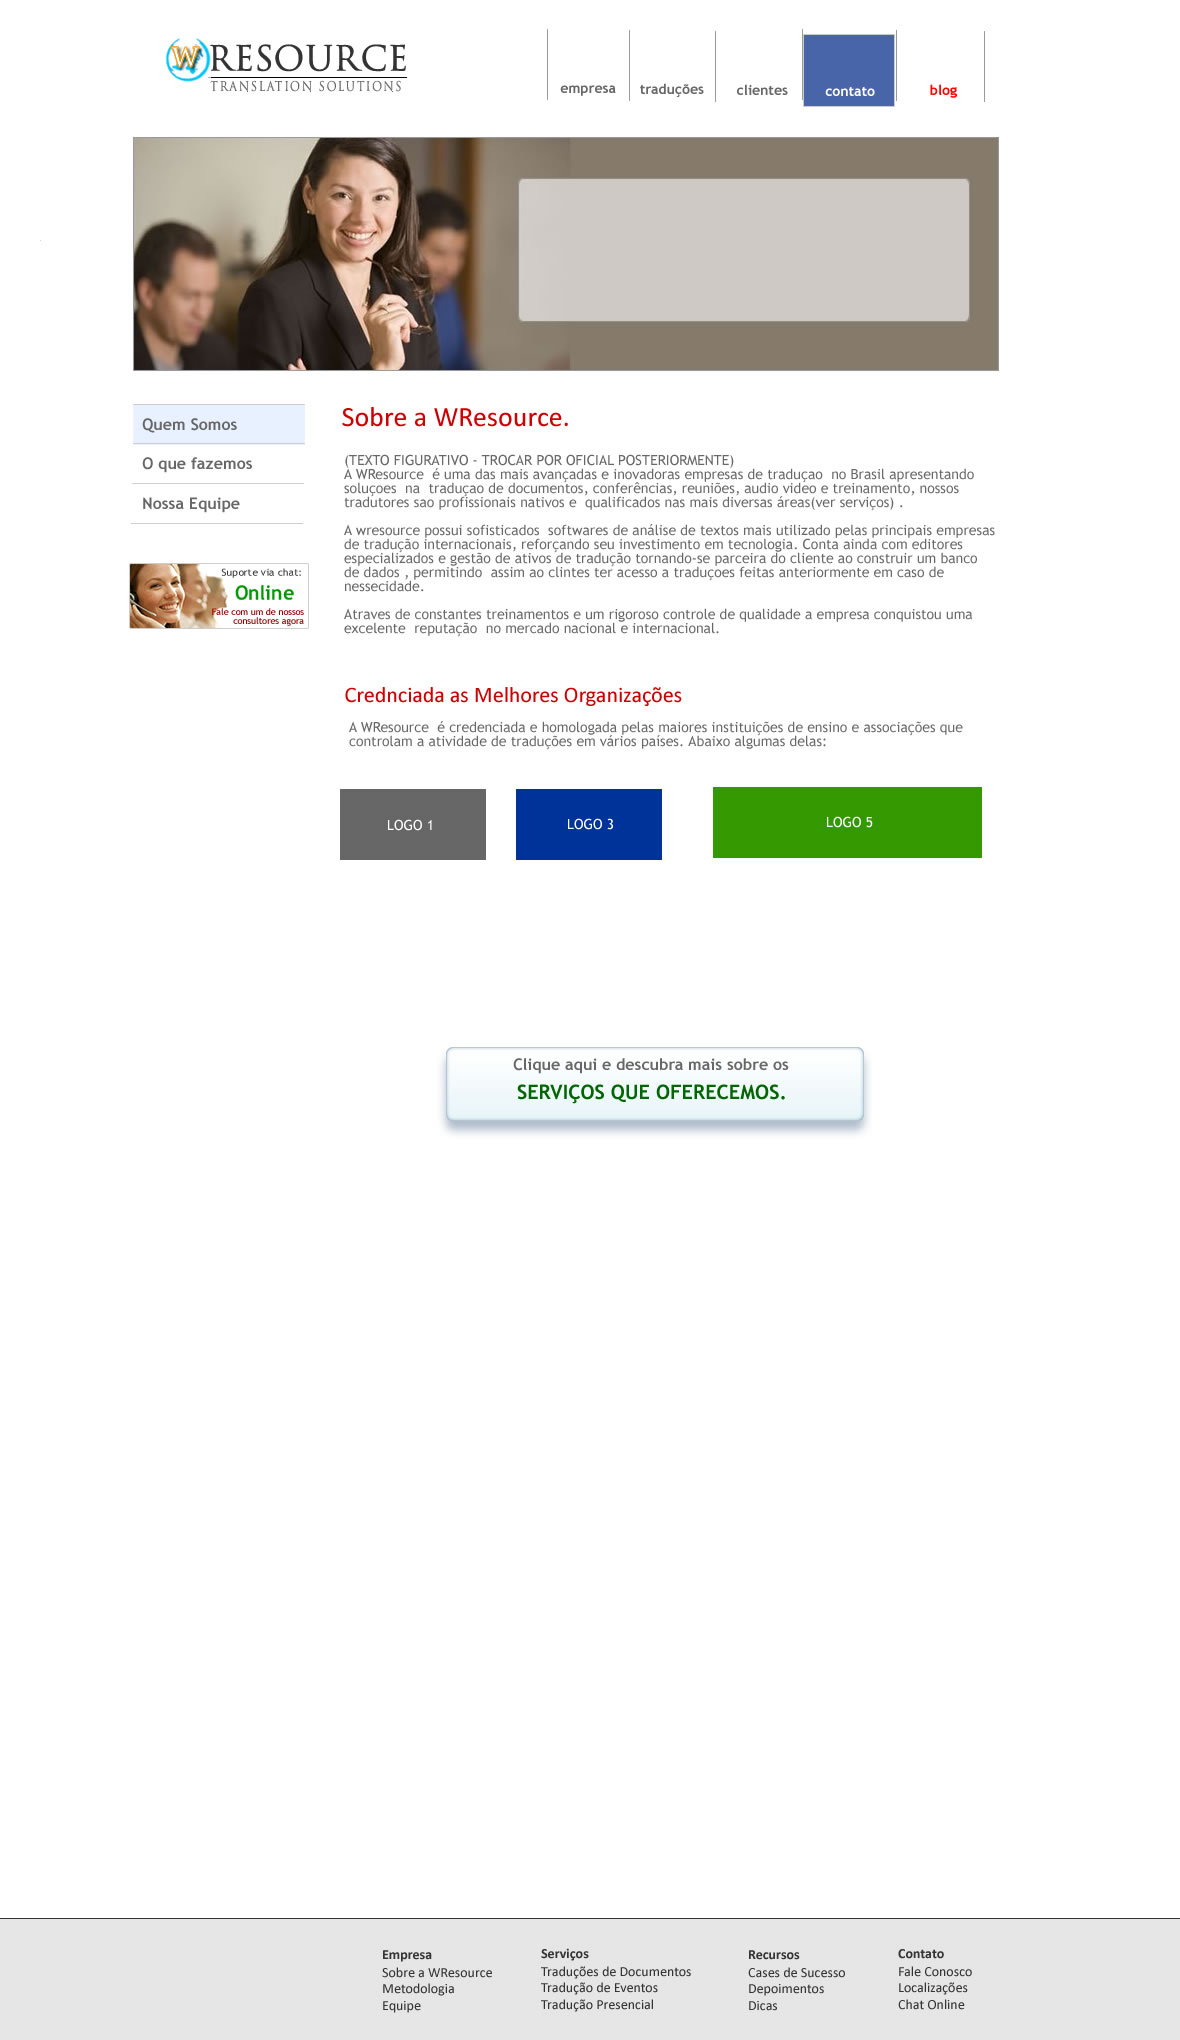 WRESOURCE
TRANSLATION SOLUTIONS
empresa
traduções
clientes
contato
blog
Quem Somos
O que fazemos
Nossa Equipe
Suporte via chat:
Online
Fale com um de nossos
consultores agora
Sobre a WResource.
(TEXTO FIGURATIVO - TROCAR POR OFICIAL POSTERIORMENTE)
A WResource  é uma das mais avançadas e inovadoras empresas de traduçao  no Brasil apresentando
soluçoes  na  traduçao de documentos, conferências, reuniões, audio video e treinamento, nossos
tradutores sao profissionais nativos e  qualificados nas mais diversas áreas(ver serviços) .
A wresource possui sofisticados  softwares de análise de textos mais utilizado pelas principais empresas
de tradução internacionais, reforçando seu investimento em tecnologia. Conta ainda com editores
especializados e gestão de ativos de tradução tornando-se parceira do cliente ao construir um banco
de dados , permitindo  assim ao clintes ter acesso a traduçoes feitas anteriormente em caso de
nessecidade.
Atraves de constantes treinamentos e um rigoroso controle de qualidade a empresa conquistou uma
excelente  reputação  no mercado nacional e internacional.
Crednciada as Melhores Organizações
A WResource  é credenciada e homologada pelas maiores instituições de ensino e associações que
controlam a atividade de traduções em vários países. Abaixo algumas delas:
LOGO 1
LOGO 3
LOGO 5
Clique aqui e descubra mais sobre os
SERVIÇOS QUE OFERECEMOS.
Empresa
Sobre a WResource
Metodologia
Equipe
Serviços
Traduções de Documentos
Tradução de Eventos
Tradução Presencial
Recursos
Cases de Sucesso
Depoimentos
Dicas
Contato
Fale Conosco
Localizações
Chat Online